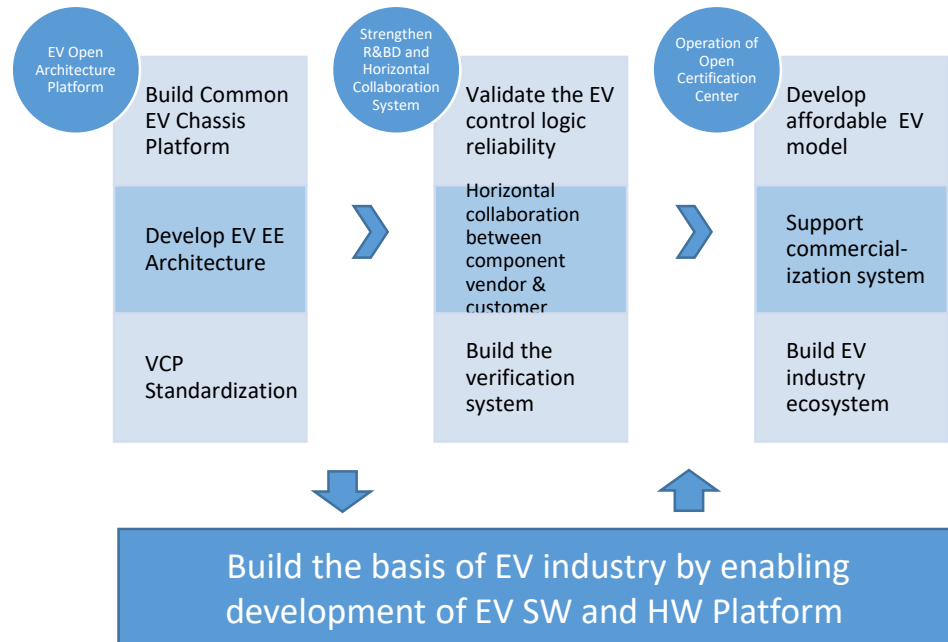 EV Open
Architecture
Platform
Build Common
EV Chassis
Platform
Develop EV EE
Architecture
VCP
Standardization
Strengthen
R&BD and
Horizontal
Collaboration
System
Validate the EV
control logic
reliability
Horizontal
collaboration
between
component
vendor &
customer
Build the
verification
system
Operation of
Open
Certification
Center
Develop
affordable EV
model
Support
commercial-
ization system
Build EV
industry
ecosystem
Build the basis of EV industry by enabling
development of EV SW and HW Platform